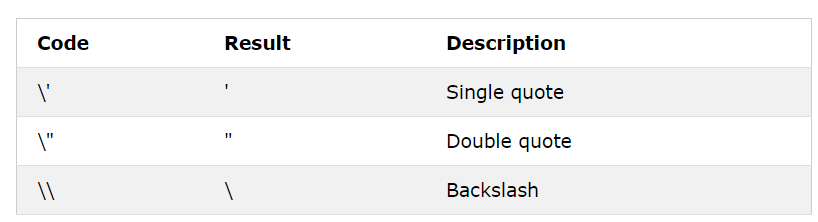 Code Result Description
\' ' Single quote
\" " Double quote
\\ \ Backslash